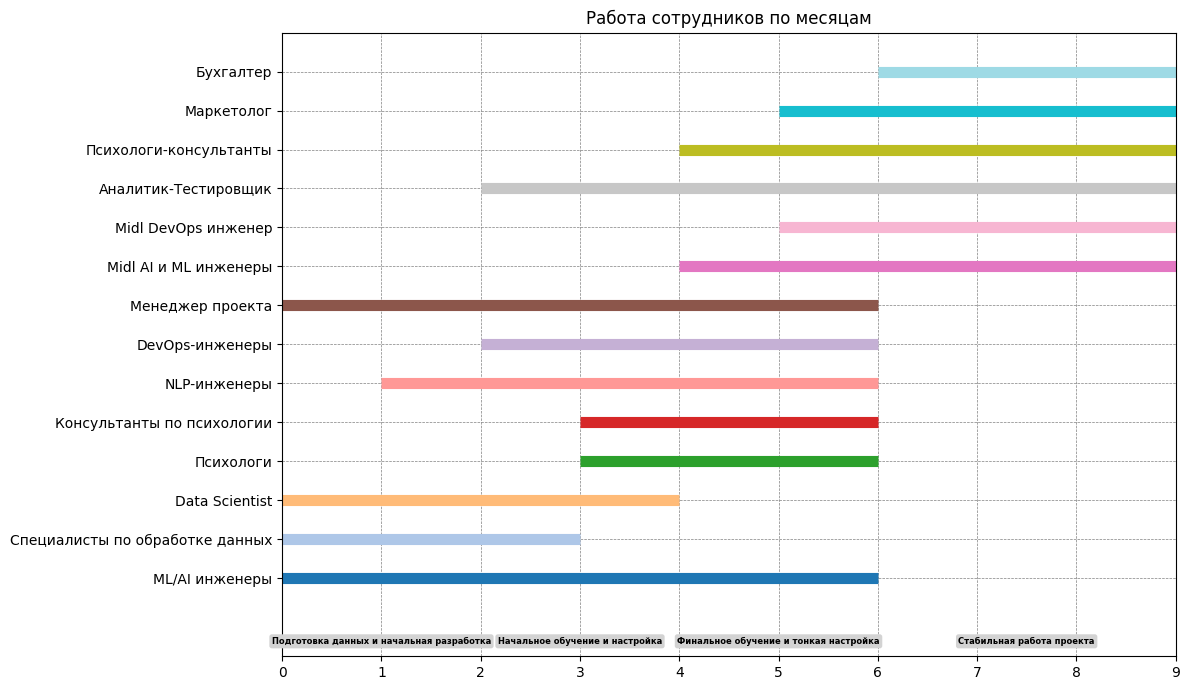 Работа сотрудников по месяцам
Бухгалтер
Маркетолог
Психологи-консультанты
Аналитик-Тестировщик
Midl DevOps инженер
Midl AI и ML инженеры
Менеджер проекта
DevOps-инженеры
NLP-инженеры
Консультанты по психологии
Психологи
Data Scientist
Специалисты по обработке данных
ML/AI инженеры
Подготовка данных и начальная разработка Начальное обучение и настройка Финальное обучение и тонкая настройка Стабильная работа проекта
0 1 2 3 4 5 6 7 8 9